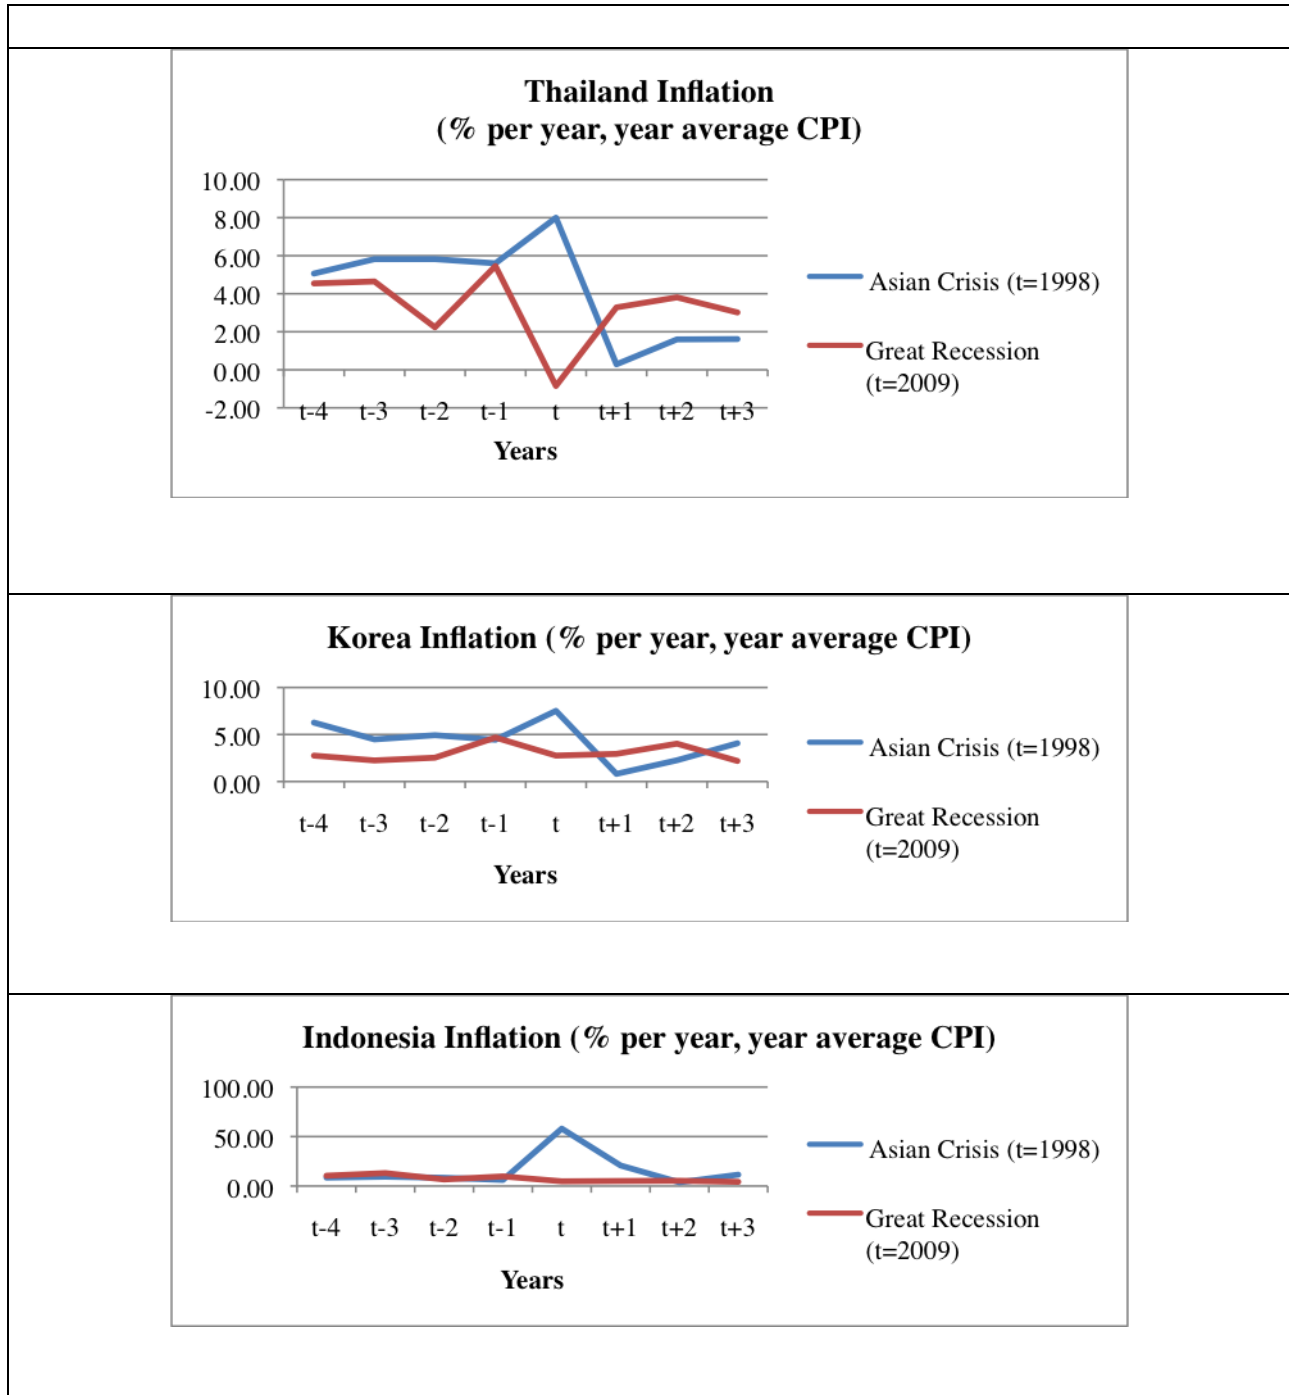 Thailand Inflation
(% per year, year average CPI)
10.00
8.00
6.00
4.00
2.00
0.00
-2.00
t-4 t-3 t-2 t-1 t t+1 t+2 t+3
Years
Asian Crisis (t=1998)
Great Recession
(t=2009)
Korea Inflation (% per year, year average CPI)
10.00
5.00
0.00
t-4 t-3 t-2 t-1 t t+1 t+2 t+3
Years
Asian Crisis (t=1998)
Great Recession
(t=2009)
Indonesia Inflation (% per year, year average CPI)
100.00
50.00
0.00
t-4 t-3 t-2 t-1 t t+1 t+2 t+3
Years
Asian Crisis (t=1998)
Great Recession
(t=2009)